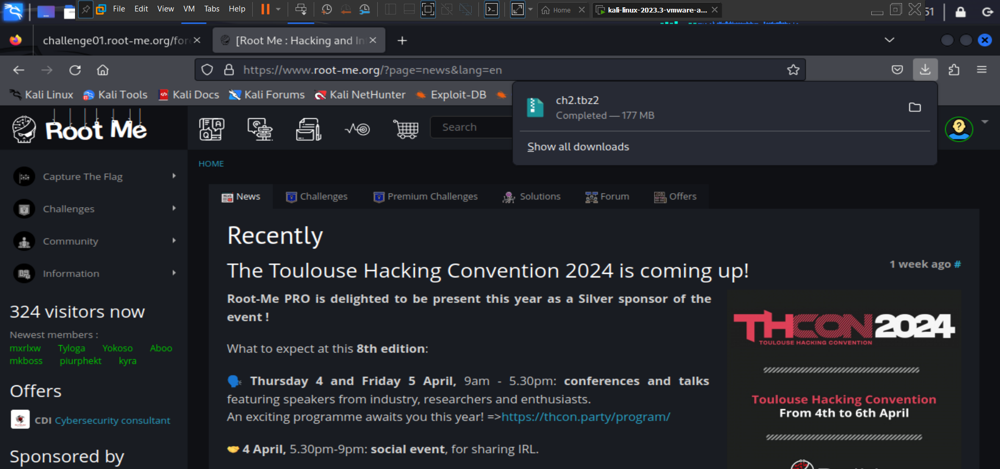 File Edit View VM Tabs Help Home kali-linux-2023.3-vmware-a... 51
challenge01.root-me.org/for [Root Me : Hacking and In
https://www.root-me.org/?page=news&lang=en
Kali Linux Kali Tools Kali Docs Kali Forums Kali NetHunter Exploit-DB
ch2.tbz2
Completed — 177 MB
Show all downloads
Root Me
Search
HOME
Capture The Flag
Challenges
Community
Information
324 visitors now
Newest members :
mxrlxw Tyloga Yokoso Aboo
mkboss piurphekt kyra
Offers
CDI Cybersecurity consultant
Sponsored by
News Challenges Premium Challenges Solutions Forum Offers
Recently
The Toulouse Hacking Convention 2024 is coming up!
1 week ago #
Root-Me PRO is delighted to be present this year as a Silver sponsor of the
event !
What to expect at this 8th edition:
Thursday 4 and Friday 5 April, 9am - 5.30pm: conferences and talks
featuring speakers from industry, researchers and enthusiasts.
An exciting programme awaits you this year! =>https://thcon.party/program/
4 April, 5.30pm-9pm: social event, for sharing IRL.
THCON 2024
TOULOUSE HACKING CONVENTION
Toulouse Hacking Convention
From 4th to 6th April